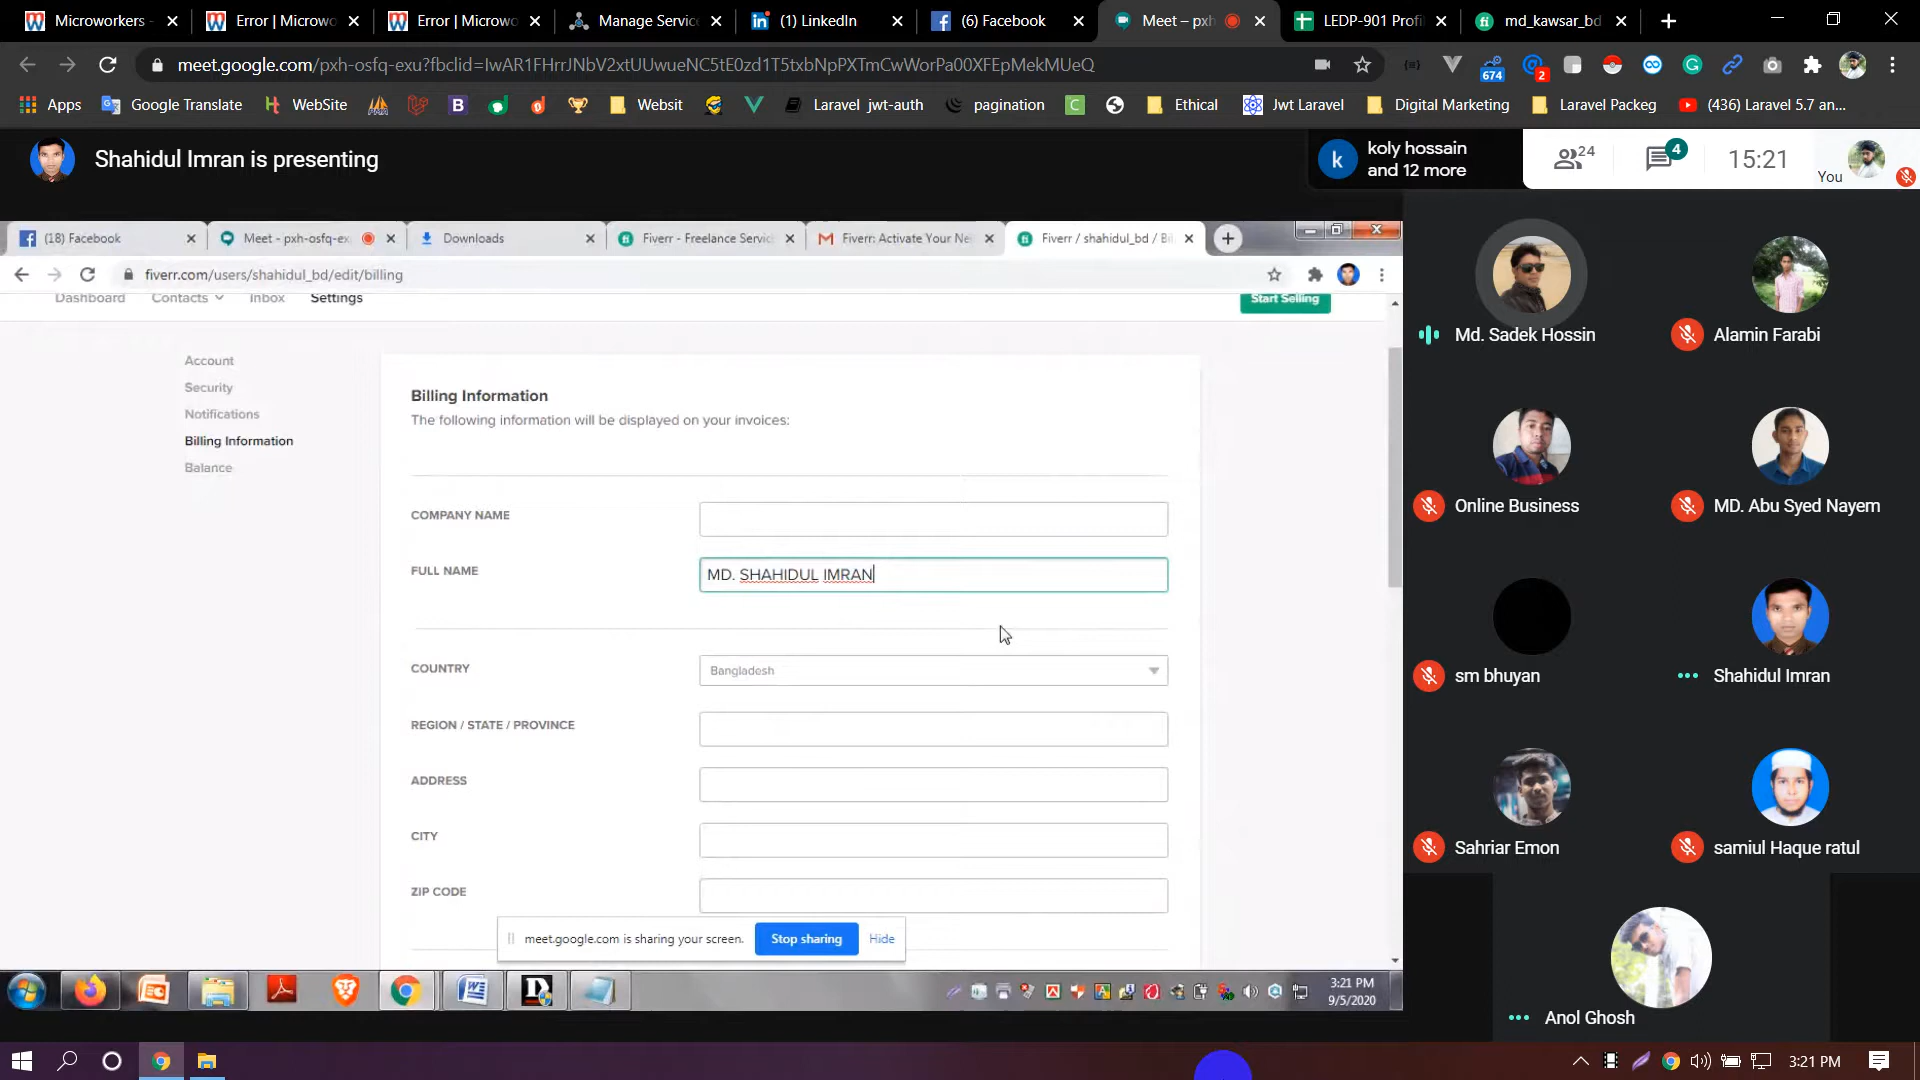 Microworkers -
Error | Microwo
Error | Microwo
Manage Servic
(1) LinkedIn
(6) Facebook
Meet – pxh
LEDP-901 Profi
md_kawsar_bd
meet.google.com/pxh-osfq-exu?fbclid=IwAR1FHrrJNbV2xtUUwueNC5tE0zd1T5txbNpPXTmCwWorPa00XFEpMekMUeQ
674
2
Apps
Google Translate
WebSite
Websit
Laravel jwt-auth
pagination
Ethical
Jwt Laravel
Digital Marketing
Laravel Packeg
(436) Laravel 5.7 an...
Shahidul Imran is presenting
k
koly hossain
and 12 more
24
4
15:21
You
(18) Facebook
Meet - pxh-osfq-ex
Downloads
Fiverr - Freelance Servic
Fiverr: Activate Your Ne
Fiverr / shahidul_bd / Bi
fiverr.com/users/shahidul_bd/edit/billing
Dashboard
Contacts
Inbox
Settings
Start Selling
Account
Security
Notifications
Billing Information
Balance
Billing Information
The following information will be displayed on your invoices:
COMPANY NAME
FULL NAME
MD. SHAHIDUL IMRAN
COUNTRY
Bangladesh
REGION / STATE / PROVINCE
ADDRESS
CITY
ZIP CODE
meet.google.com is sharing your screen.
Stop sharing
Hide
3:21 PM
9/5/2020
Md. Sadek Hossin
Alamin Farabi
Online Business
MD. Abu Syed Nayem
sm bhuyan
Shahidul Imran
Sahriar Emon
samiul Haque ratul
Anol Ghosh
3:21 PM